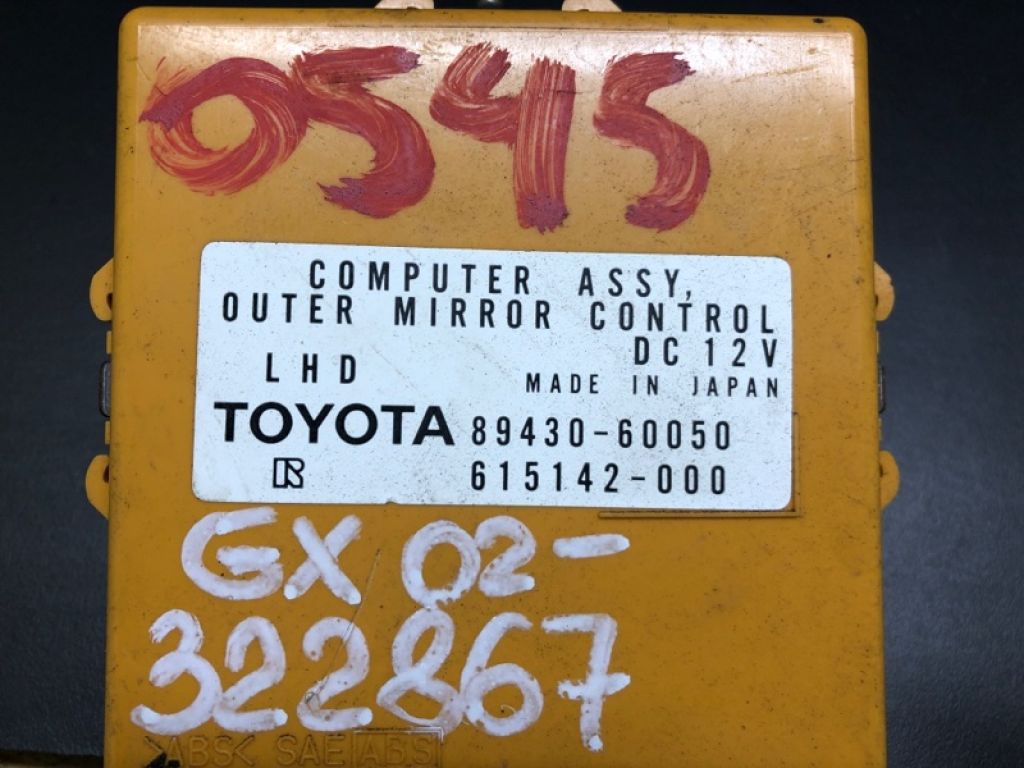 0545
COMPUTER ASSY,
OUTER MIRROR CONTROL
DC 12V
LHD
MADE IN JAPAN
TOYOTA 89430-60050
R 615142-000
GX 02-
322867
>ABS< SAE ABS